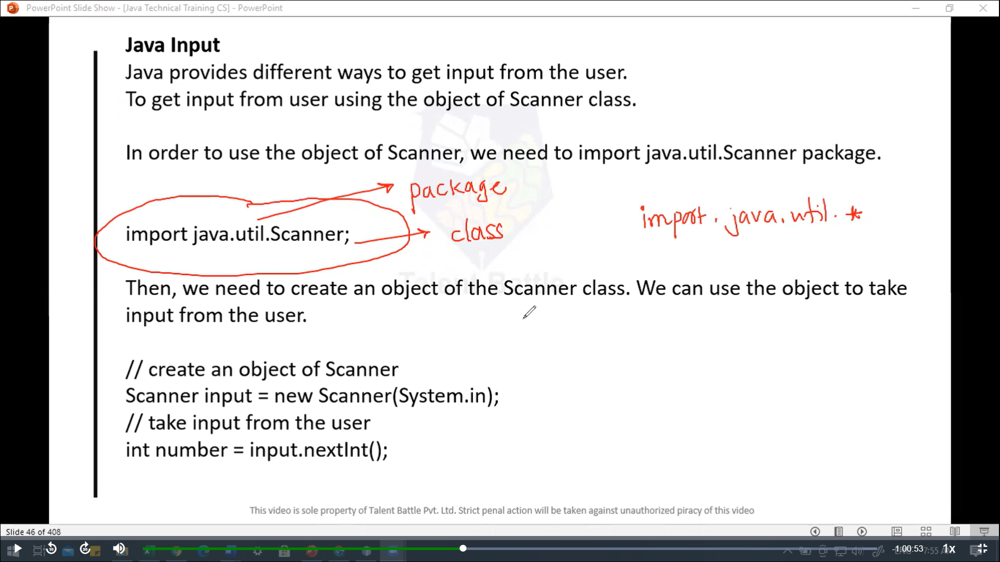 PowerPoint Slide Show - [Java Technical Training CS] - PowerPoint
Java Input
Java provides different ways to get input from the user.
To get input from user using the object of Scanner class.
In order to use the object of Scanner, we need to import java.util.Scanner package.
package
import java.util.Scanner;
class
import. java.util. *
Talent Battle
Then, we need to create an object of the Scanner class. We can use the object to take
input from the user.
// create an object of Scanner
Scanner input = new Scanner(System.in);
// take input from the user
int number = input.nextInt();
This video is sole property of Talent Battle Pvt. Ltd. Strict penal action will be taken against unauthorized piracy of this video
Slide 46 of 408
10
30
-1:00:53
7:55
1x